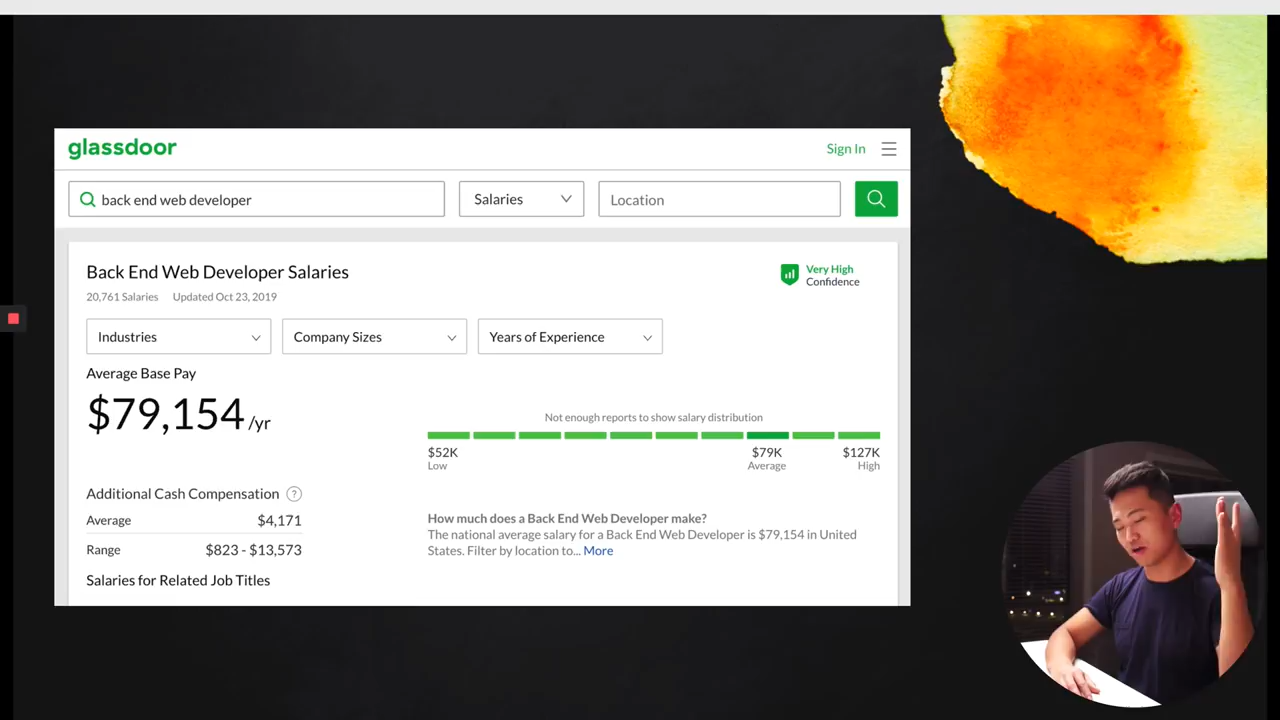 glassdoor
Sign In
back end web developer
Salaries
Location
Back End Web Developer Salaries
Very High
Confidence
20,761 Salaries Updated Oct 23, 2019
Industries
Company Sizes
Years of Experience
Average Base Pay
$79,154 /yr
Not enough reports to show salary distribution
$52K
Low
$79K
Average
$127K
High
Additional Cash Compensation ?
Average $4,171
Range $823 - $13,573
How much does a Back End Web Developer make?
The national average salary for a Back End Web Developer is $79,154 in United
States. Filter by location to... More
Salaries for Related Job Titles